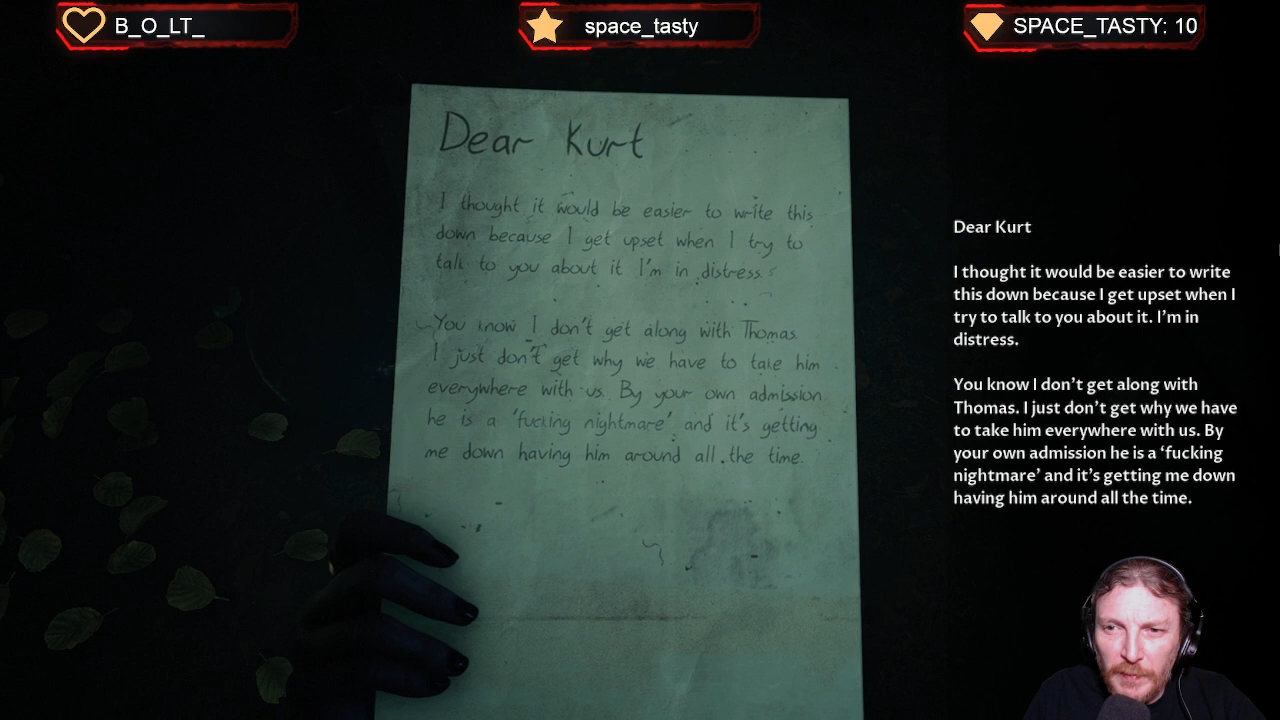 B_O_LT_
space_tasty
SPACE_TASTY: 10
Dear Kurt
I thought it would be easier to write this
down because I get upset when I try to
talk to you about it I'm in distress
You know I don't get along with Thomas
I just don't get why we have to take him
everywhere with us. By your own admission
he is a 'fucking nightmare' and it's getting
me down having him around all the time.
Dear Kurt
I thought it would be easier to write
this down because I get upset when I
try to talk to you about it. I'm in
distress.
You know I don't get along with
Thomas. I just don't get why we have
to take him everywhere with us. By
your own admission he is a 'fucking
nightmare' and it's getting me down
having him around all the time.